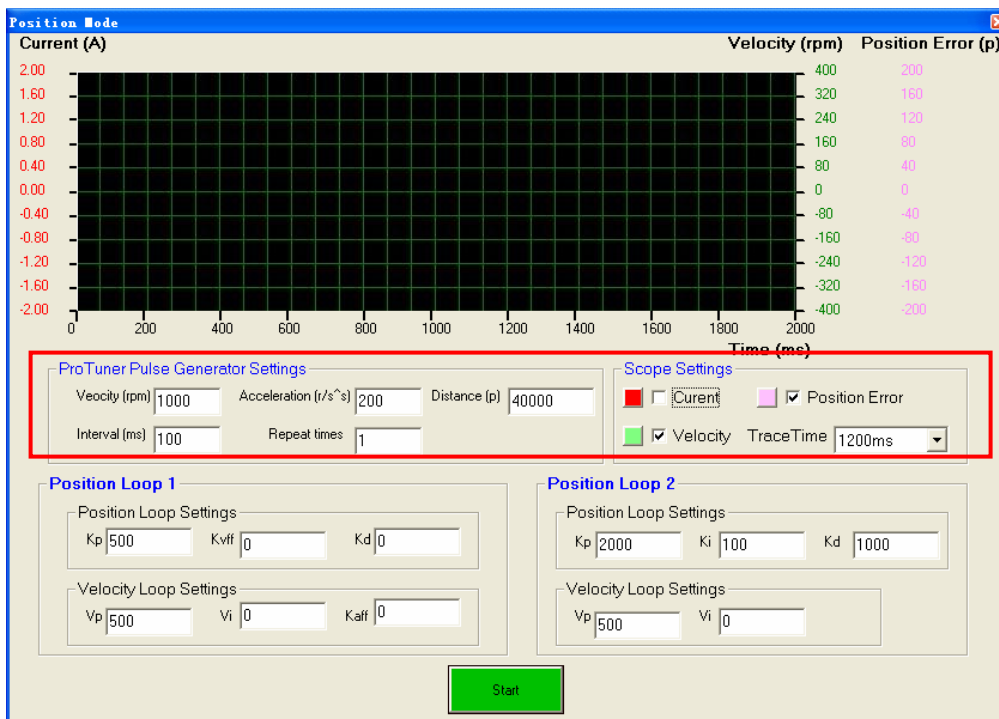 Position Mode
Current (A) Velocity (rpm) Position Error (p)
2.00 400 200
1.60 320 160
1.20 240 120
0.80 160 80
0.40 80 40
0.00 0 0
-0.40 -80 -40
-0.80 -160 -80
-1.20 -240 -120
-1.60 -320 -160
-2.00 -400 -200
0 200 400 600 800 1000 1200 1400 1600 1800 2000
Time (ms)
ProTuner Pulse Generator Settings Scope Settings
Veocity (rpm) 1000 Acceleration (r/s^s) 200 Distance (p) 40000 Curent Position Error
Interval (ms) 100 Repeat times 1 Velocity TraceTime 1200ms
Position Loop 1 Position Loop 2
Position Loop Settings Position Loop Settings
Kp 500 Kvff 0 Kd 0 Kp 2000 Ki 100 Kd 1000
Velocity Loop Settings Velocity Loop Settings
Vp 500 Vi 0 Kaff 0 Vp 500 Vi 0
Start